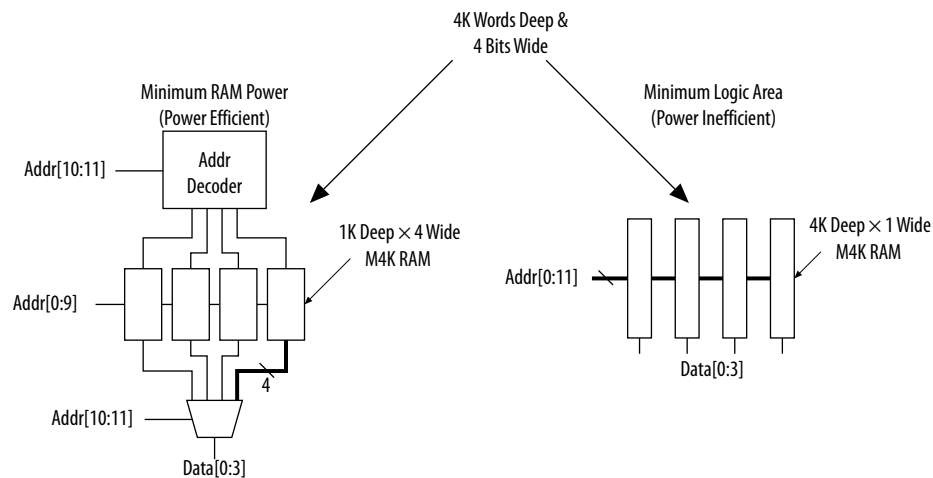 4K Words Deep &
4 Bits Wide
Minimum RAM Power
(Power Efficient)
Addr[10:11]
Addr
Decoder
1K Deep × 4 Wide
M4K RAM
Addr[0:9]
4
Addr[10:11]
Data[0:3]
Minimum Logic Area
(Power Inefficient)
4K Deep × 1 Wide
M4K RAM
Addr[0:11]
Data[0:3]